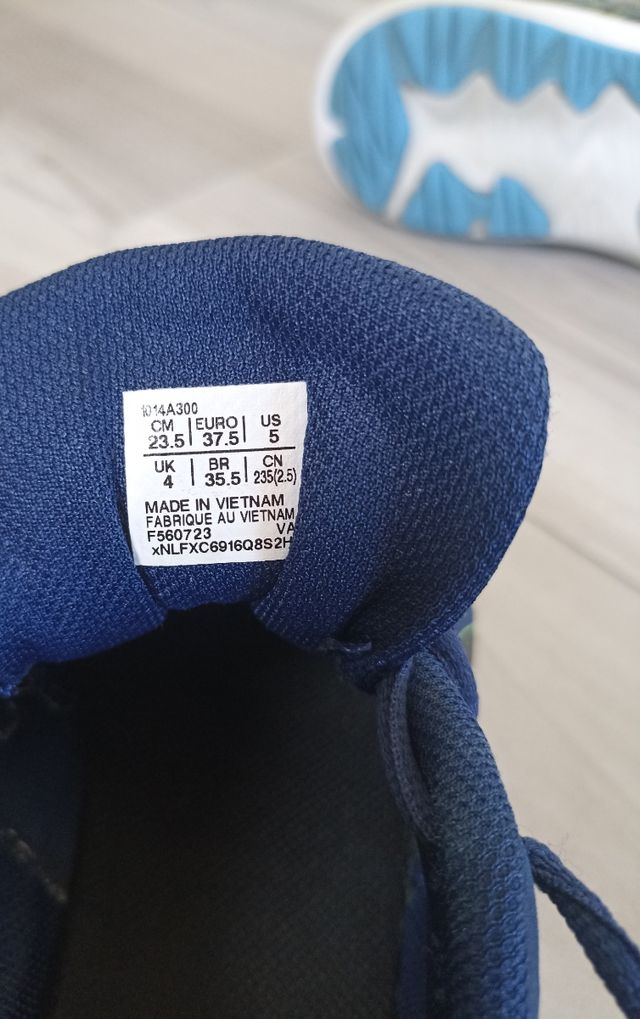 1014A300
CM | EURO | US
23.5 | 37.5 | 5
UK | BR | CN
4 | 35.5 | 235(2.5)
MADE IN VIETNAM
FABRIQUE AU VIETNAM
F560723 VA
xNLFXC6916Q8S2H